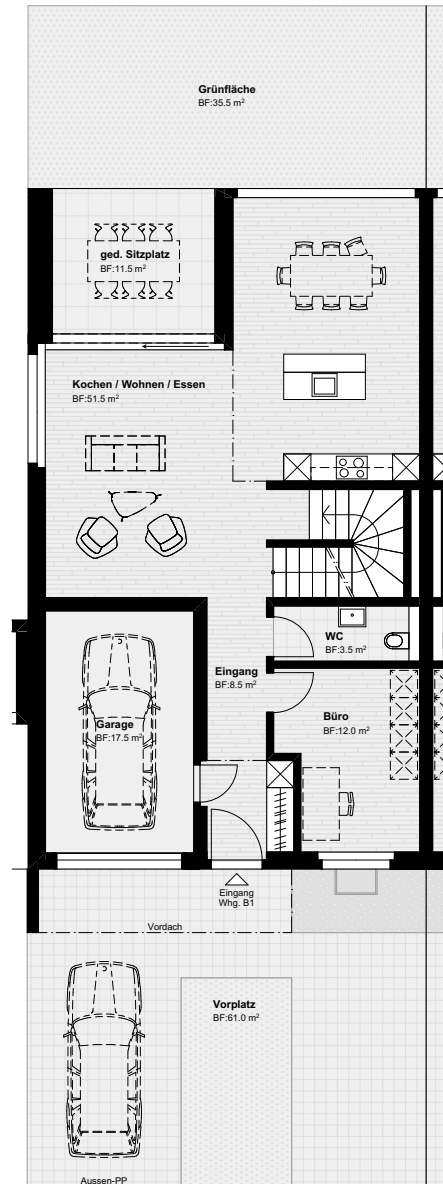 Grünfläche
BF:35.5 m²
ged. Sitzplatz
BF:11.5 m²
Kochen / Wohnen / Essen
BF:51.5 m²
WC
BF:3.5 m²
Eingang
BF:8.5 m²
Büro
BF:12.0 m²
Garage
BF:17.5 m²
Eingang
Whg. B1
Vordach
Vorplatz
BF:61.0 m²
Aussen-PP